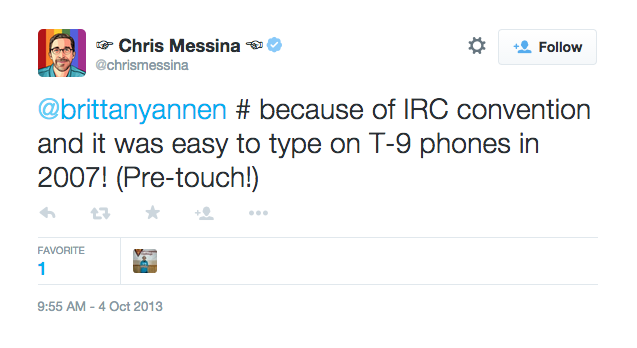 ☞ Chris Messina ☜
@chrismessina
Follow
@brittanyannen # because of IRC convention
and it was easy to type on T-9 phones in
2007! (Pre-touch!)
FAVORITE
1
9:55 AM - 4 Oct 2013